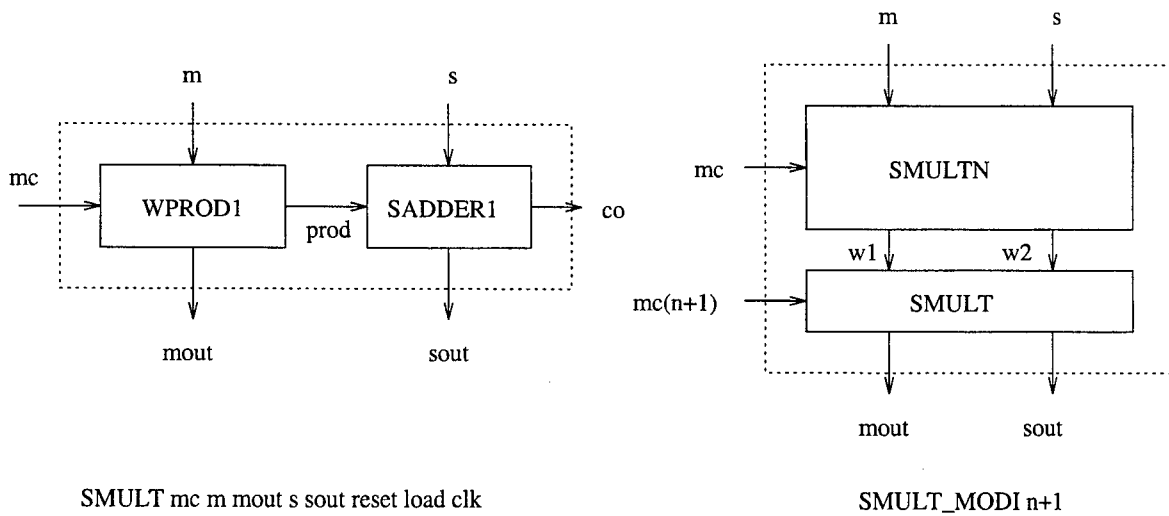 m s
mc WPROD1 prod SADDER1 co
mout sout
SMULT mc m mout s sout reset load clk
m s
mc SMULTN
w1 w2
mc(n+1) SMULT
mout sout
SMULT_MODI n+1